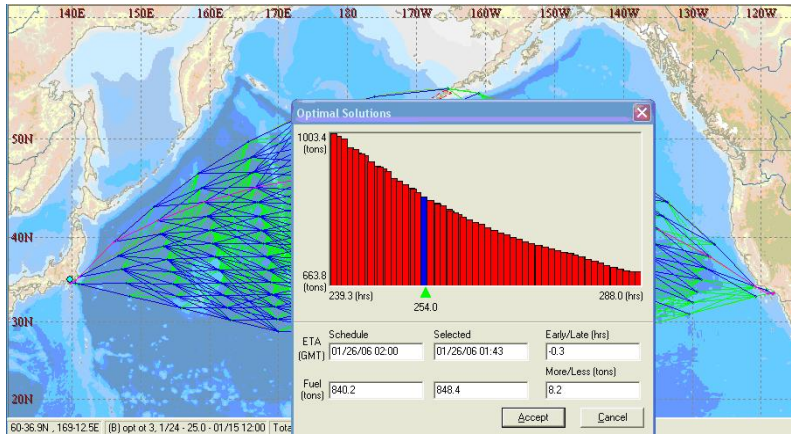 140E 150E 160E 170E 180 170W 160W 150W 140W 130W 120W
50N
40N
30N
20N
Optimal Solutions
1003.4
(tons)
663.8
(tons)
239.3 (hrs)
288.0 (hrs)
254.0
Schedule Selected Early/Late (hrs)
ETA
(GMT)
01/26/06 02:00 01/26/06 01:43 -0.3
More/Less (tons)
Fuel
(tons)
840.2 848.4 8.2
Accept Cancel
60-36.9N , 169-12.5E (B) opt ot 3, 1/24 - 25.0 - 01/15 12:00 Tota